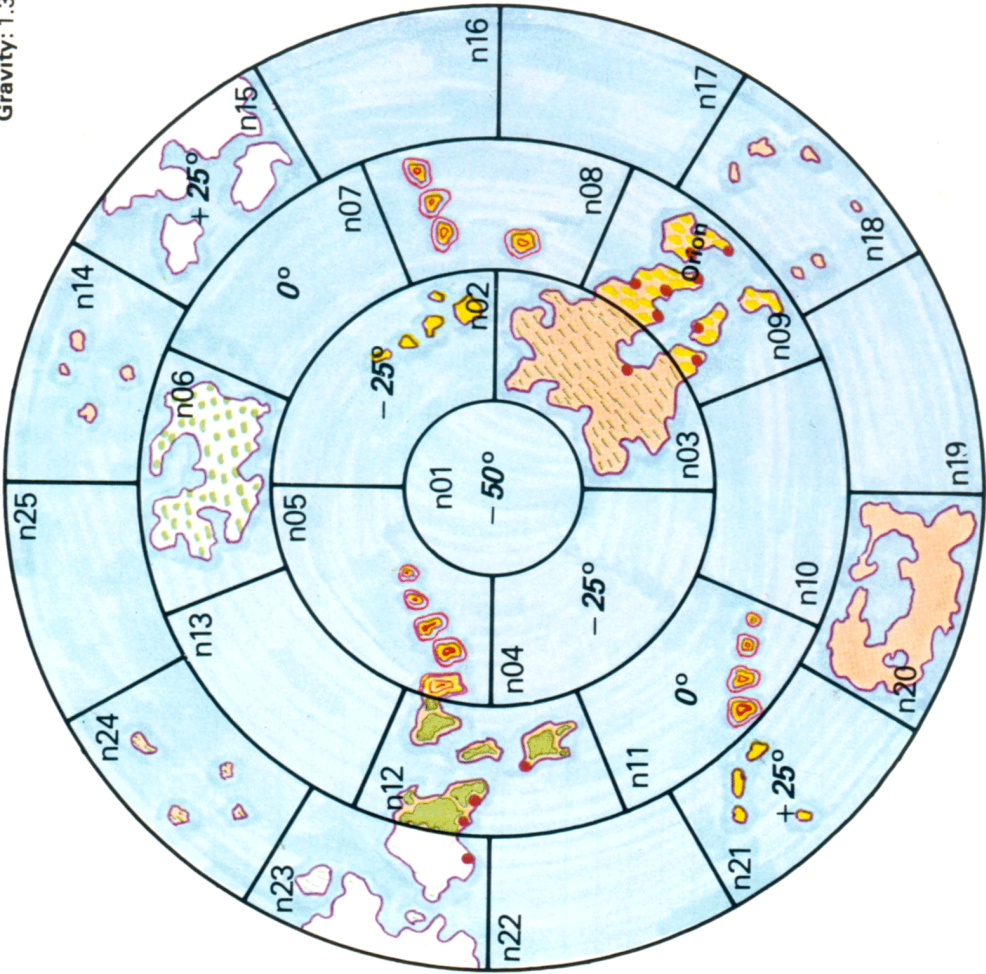 Gravity: 1.3
n01
–50°
n02
–25°
n03
n04
–25°
n05
n06
n07
0°
n08
n09
Orion
n10
n11
0°
n12
n13
n14
n15
+25°
n16
n17
n18
n19
n20
n21
+25°
n22
n23
n24
n25